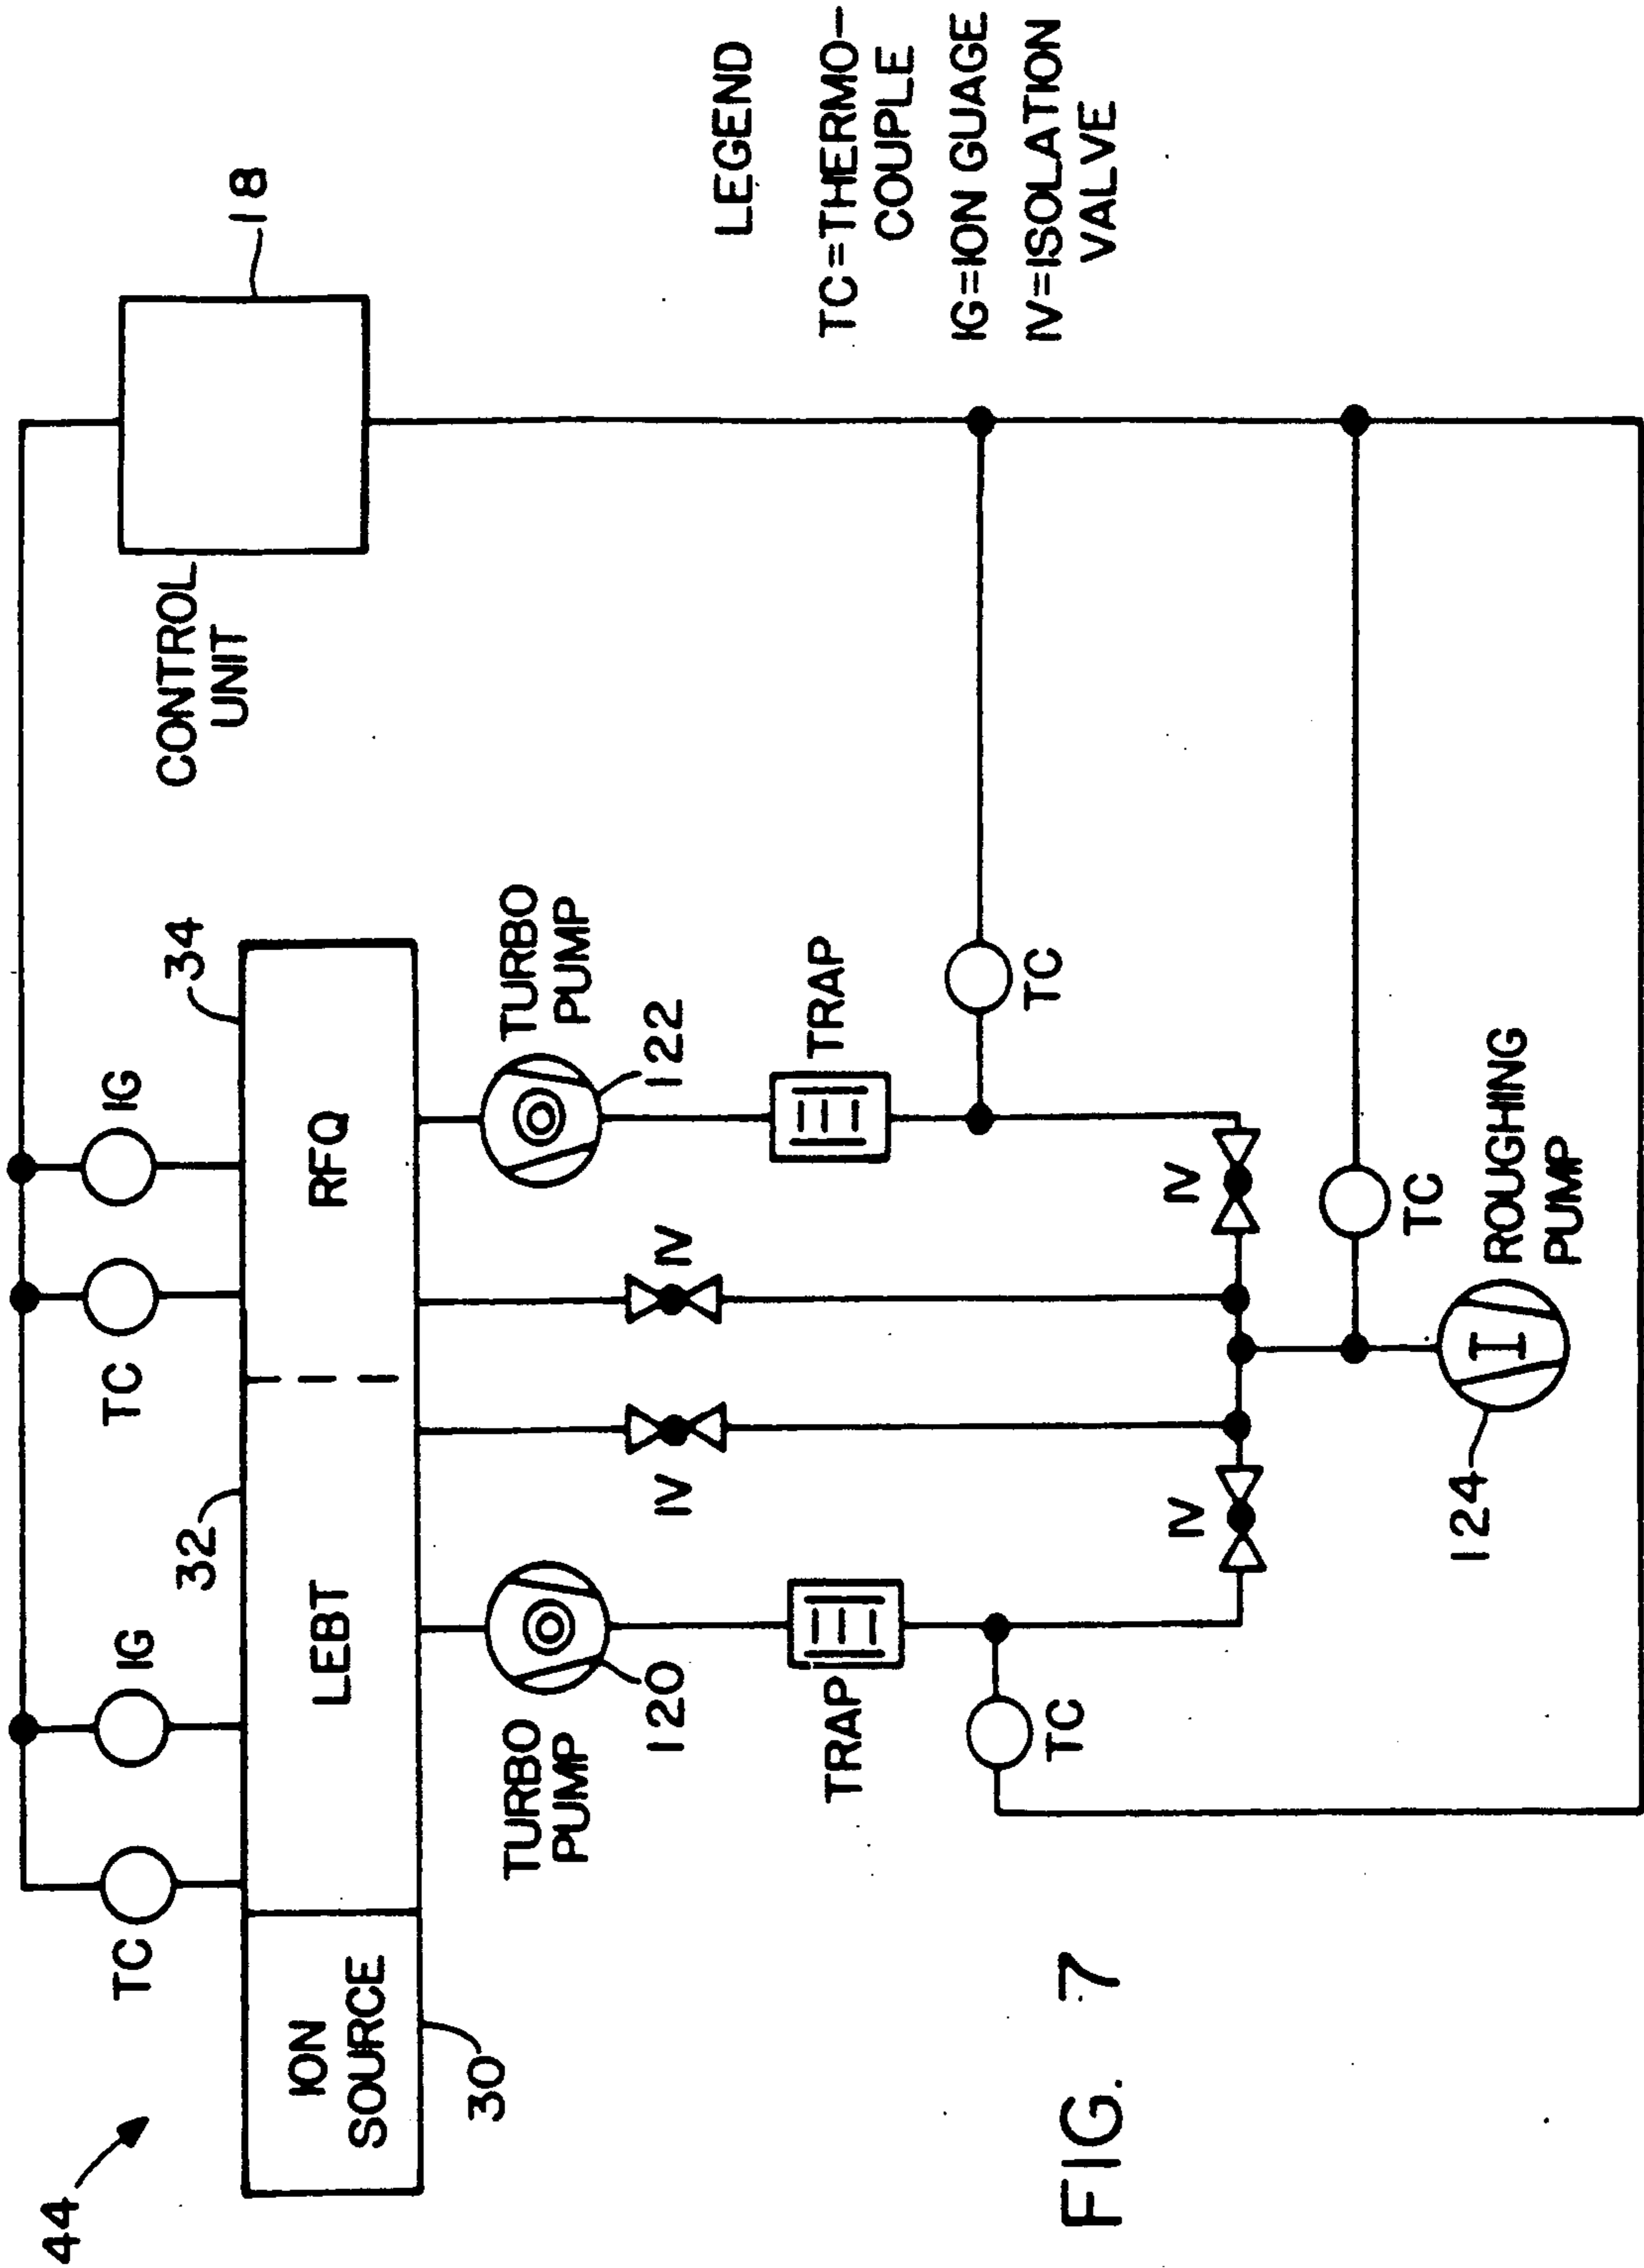 44
TC
IG
TC
IG
18
CONTROL
UNIT
32
34
ION
SOURCE
LEBT
RFQ
30
TURBO
PUMP
120
TURBO
PUMP
122
IV
IV
TRAP
TRAP
TC
TC
IV
IV
TC
124
ROUGHING
PUMP
LEGEND
TC=THERMO-
COUPLE
IG=ION GUAGE
IV=ISOLATION
VALVE
FIG. 7